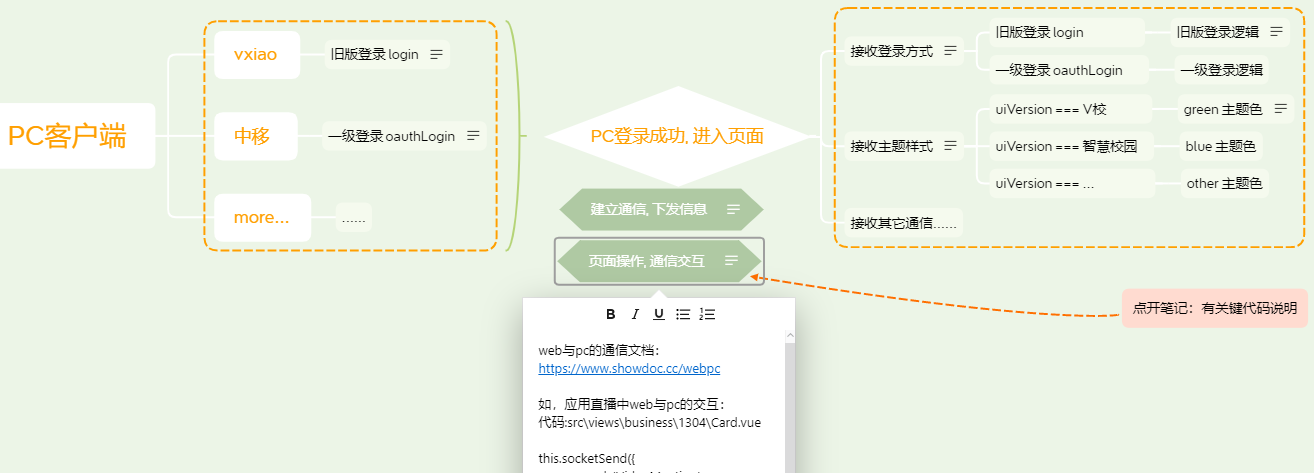 PC客户端
vxiao
旧版登录 login
中移
一级登录 oauthLogin
more...
......
PC登录成功, 进入页面
建立通信, 下发信息
页面操作, 通信交互
接收登录方式
旧版登录 login
旧版登录逻辑
一级登录 oauthLogin
一级登录逻辑
接收主题样式
uiVersion === V校
green 主题色
uiVersion === 智慧校园
blue 主题色
uiVersion === ...
other 主题色
接收其它通信......
点开笔记：有关键代码说明
B I U
web与pc的通信文档：
https://www.showdoc.cc/webpc
如，应用直播中web与pc的交互：
代码:src\views\business\1304\Card.vue
this.socketSend({